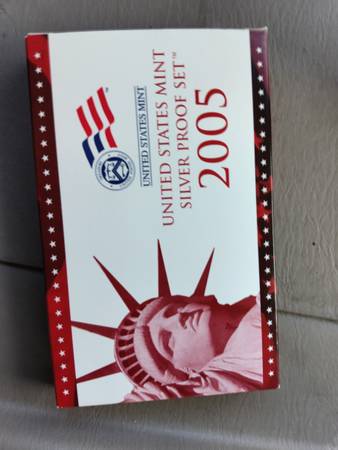 UNITED STATES MINT
UNITED STATES MINT
SILVER PROOF SET™
2005